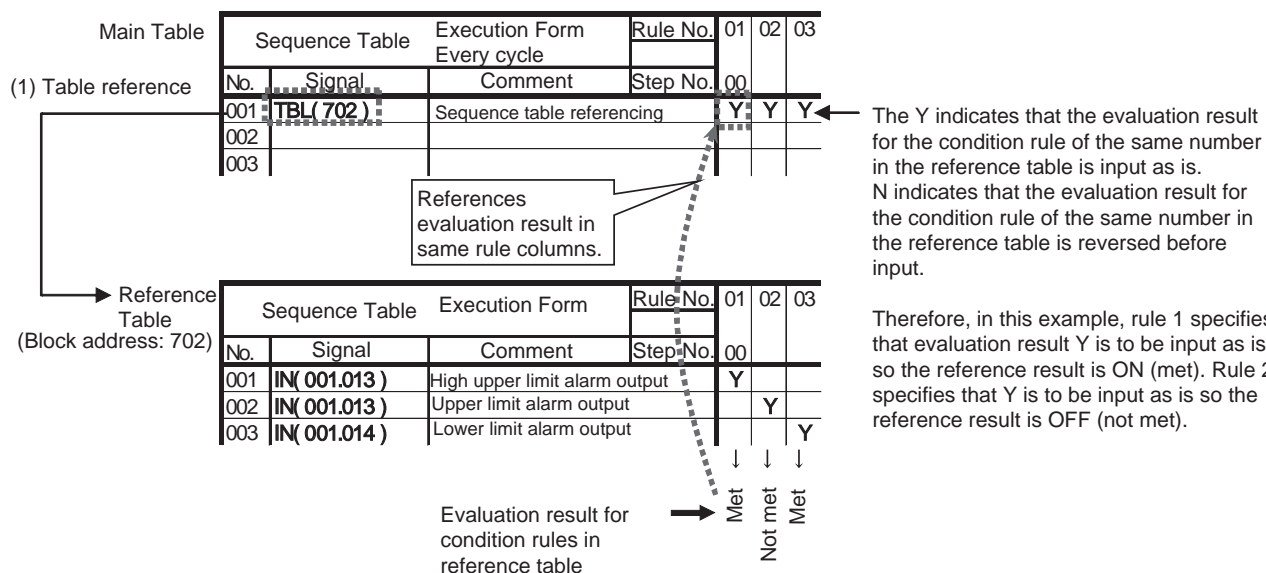 Main Table
Sequence Table
Execution Form
Every cycle
Rule No. 01 02 03
(1) Table reference
No. Signal Comment Step No. 00
001 TBL( 702 ) Sequence table referencing Y Y Y
002
003
The Y indicates that the evaluation result
for the condition rule of the same number
in the reference table is input as is.
N indicates that the evaluation result for
the condition rule of the same number in
the reference table is reversed before
input.
References
evaluation result in
same rule columns.
Therefore, in this example, rule 1 specifies
that evaluation result Y is to be input as is
so the reference result is ON (met). Rule 2
specifies that Y is to be input as is so the
reference result is OFF (not met).
Reference
Table
(Block address: 702)
Sequence Table Execution Form Rule No. 01 02 03
No. Signal Comment Step No. 00
001 IN( 001.013 ) High upper limit alarm output Y
002 IN( 001.013 ) Upper limit alarm output Y
003 IN( 001.014 ) Lower limit alarm output Y
↓ ↓ ↓
Met
Not met
Met
Evaluation result for
condition rules in
reference table